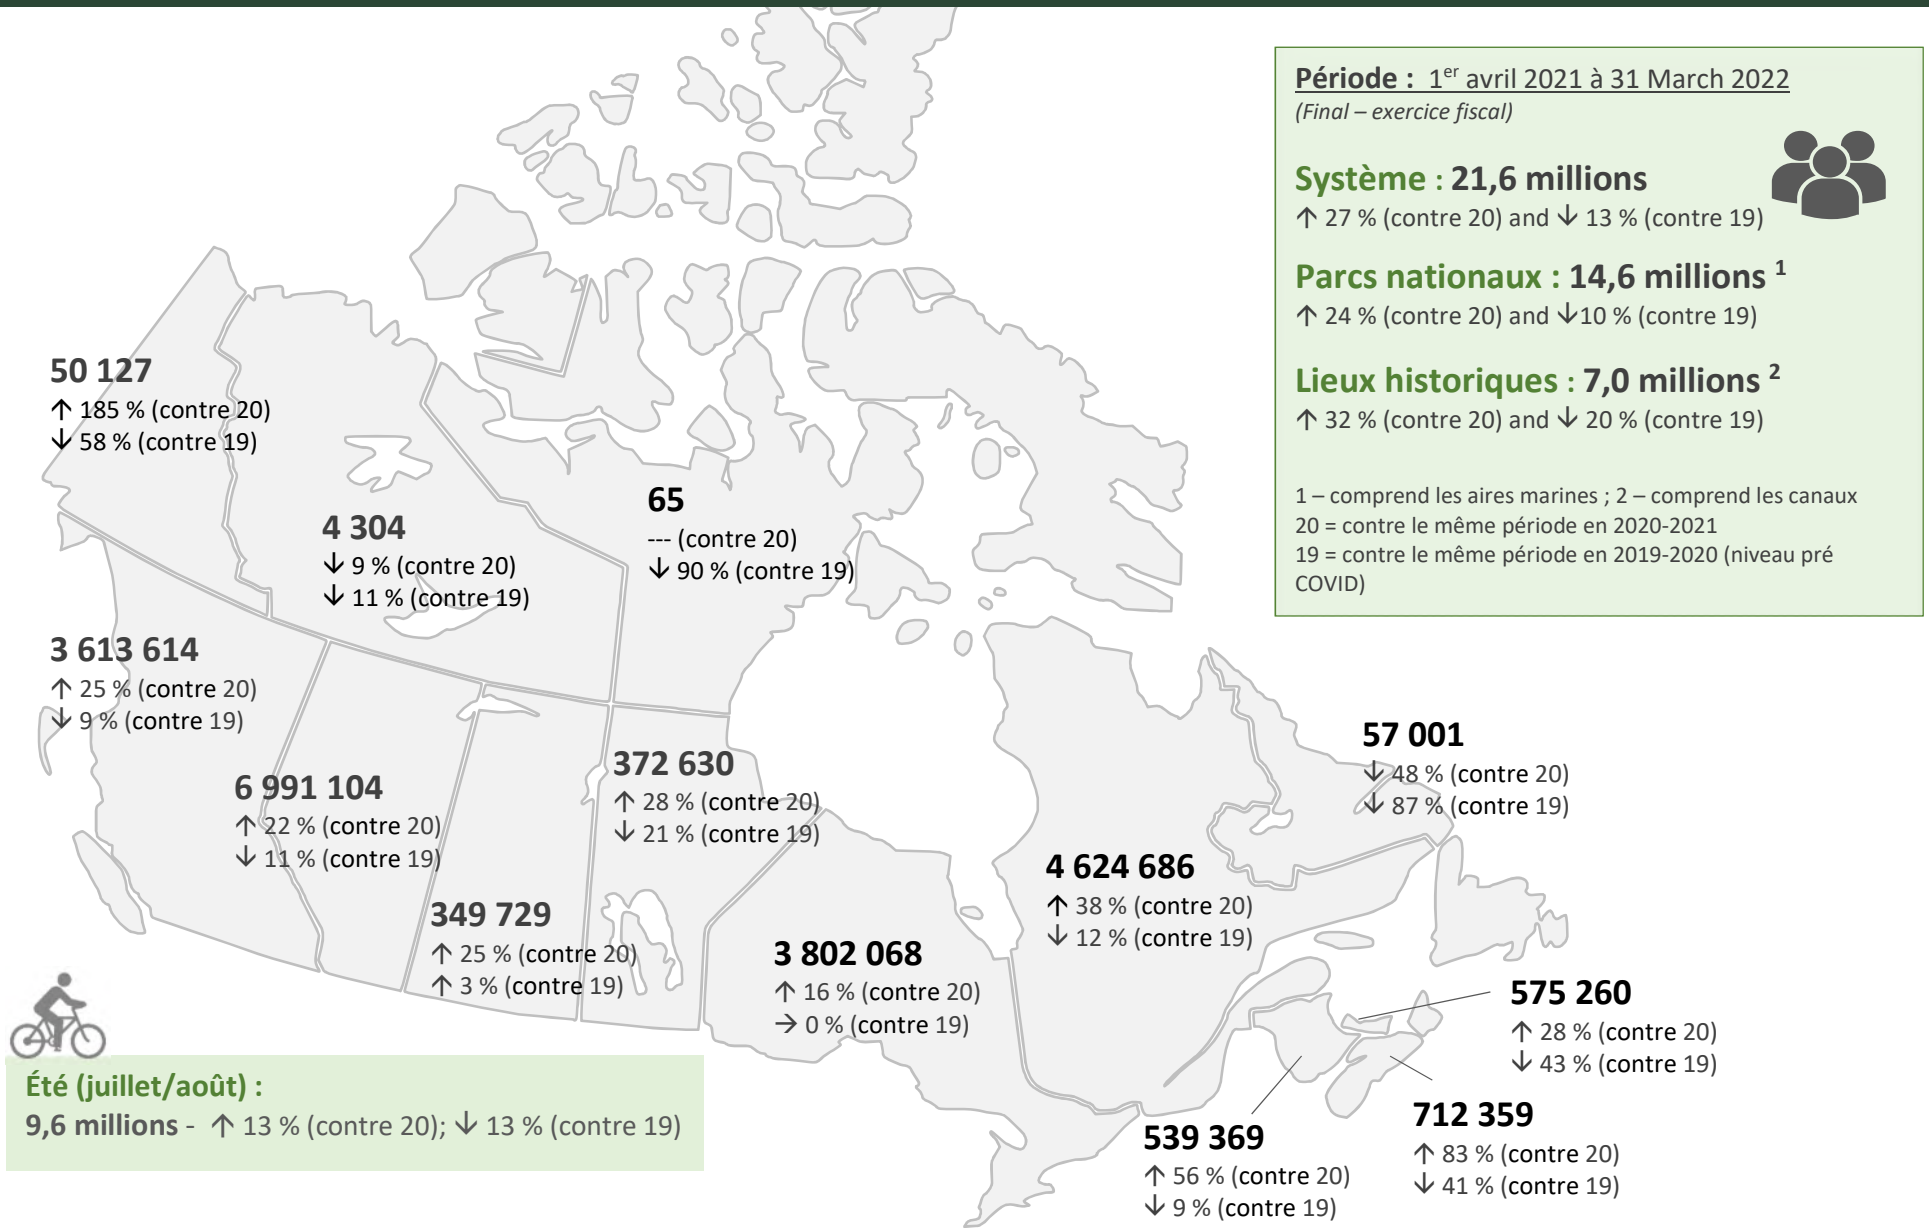 Période : 1er avril 2021 à 31 March 2022
(Final – exercice fiscal)
Système : 21,6 millions
↑ 27 % (contre 20) and ↓ 13 % (contre 19)
Parcs nationaux : 14,6 millions 1
↑ 24 % (contre 20) and ↓10 % (contre 19)
Lieux historiques : 7,0 millions 2
↑ 32 % (contre 20) and ↓ 20 % (contre 19)
1 – comprend les aires marines ; 2 – comprend les canaux
20 = contre le même période en 2020-2021
19 = contre le même période en 2019-2020 (niveau pré
COVID)
50 127
↑ 185 % (contre 20)
↓ 58 % (contre 19)
4 304
↓ 9 % (contre 20)
↓ 11 % (contre 19)
65
--- (contre 20)
↓ 90 % (contre 19)
3 613 614
↑ 25 % (contre 20)
↓ 9 % (contre 19)
6 991 104
↑ 22 % (contre 20)
↓ 11 % (contre 19)
349 729
↑ 25 % (contre 20)
↑ 3 % (contre 19)
372 630
↑ 28 % (contre 20)
↓ 21 % (contre 19)
3 802 068
↑ 16 % (contre 20)
→ 0 % (contre 19)
4 624 686
↑ 38 % (contre 20)
↓ 12 % (contre 19)
57 001
↓ 48 % (contre 20)
↓ 87 % (contre 19)
575 260
↑ 28 % (contre 20)
↓ 43 % (contre 19)
712 359
↑ 83 % (contre 20)
↓ 41 % (contre 19)
539 369
↑ 56 % (contre 20)
↓ 9 % (contre 19)
Été (juillet/août) :
9,6 millions - ↑ 13 % (contre 20); ↓ 13 % (contre 19)